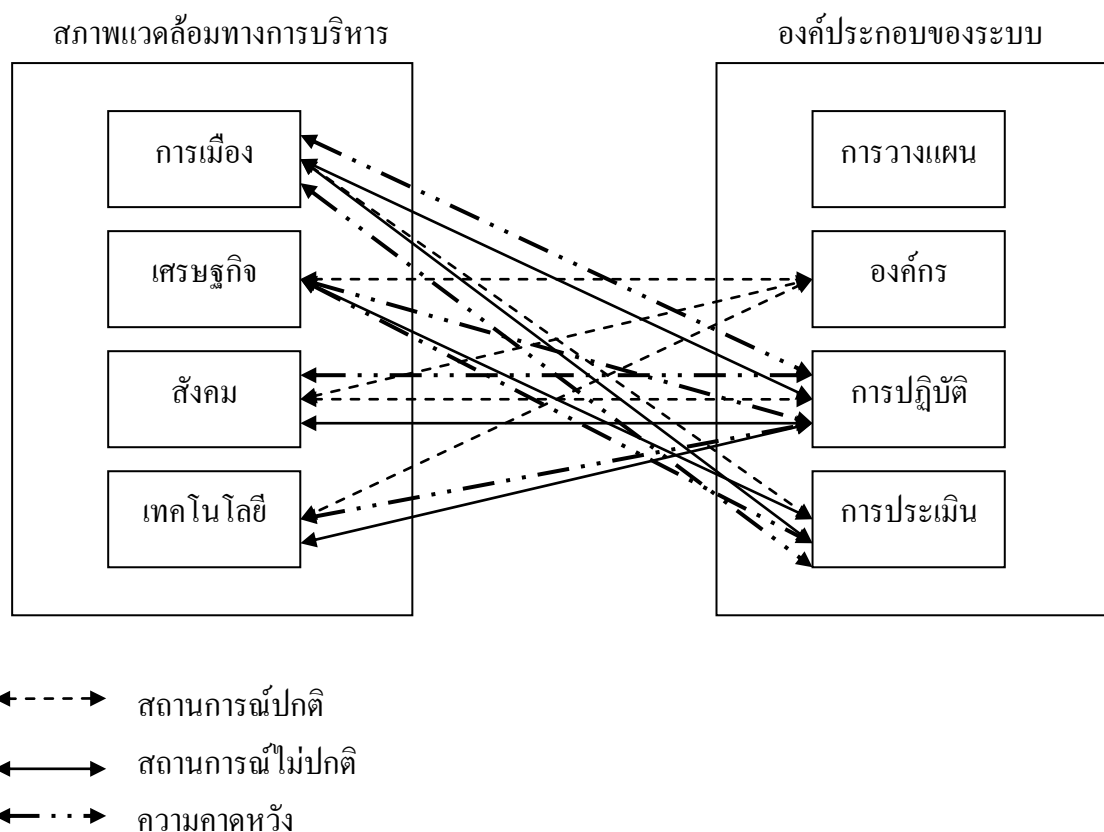 สภาพแวดล้อมทางการบริหาร
องค์ประกอบของระบบ
การเมือง
การวางแผน
เศรษฐกิจ
องค์กร
สังคม
การปฏิบัติ
เทคโนโลยี
การประเมิน
สถานการณ์ปกติ
สถานการณ์ไม่ปกติ
ความคาดหวัง